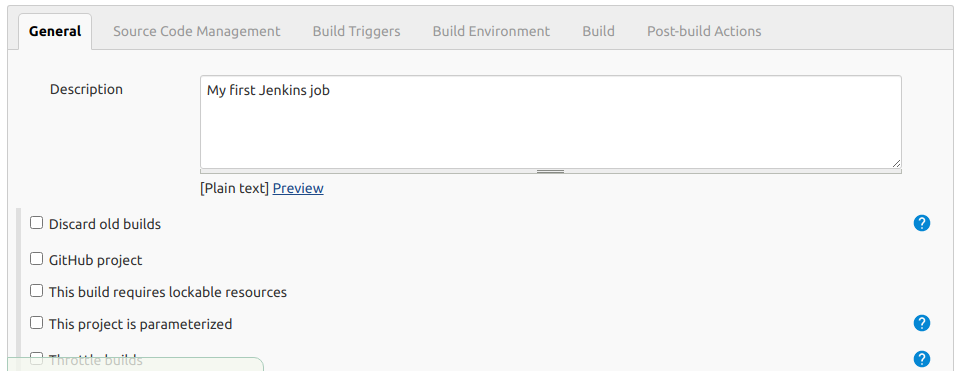 General Source Code Management Build Triggers Build Environment Build Post-build Actions
Description My first Jenkins job
[Plain text] Preview
Discard old builds ?
GitHub project
This build requires lockable resources
This project is parameterized ?
Throttle builds ?